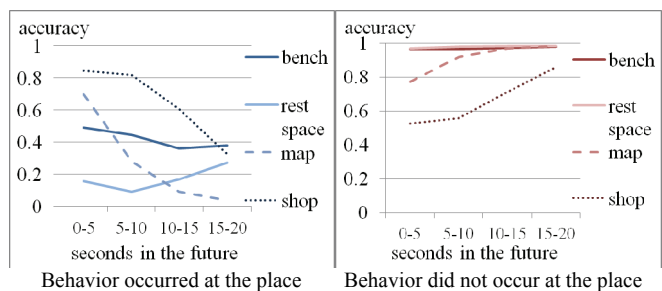 accuracy
1
0.8
0.6
0.4
0.2
0
0-5 5-10 10-15 15-20
seconds in the future
bench
rest
space
map
shop
Behavior occurred at the place
accuracy
1
0.8
0.6
0.4
0.2
0
0-5 5-10 10-15 15-20
seconds in the future
bench
rest
space
map
shop
Behavior did not occur at the place